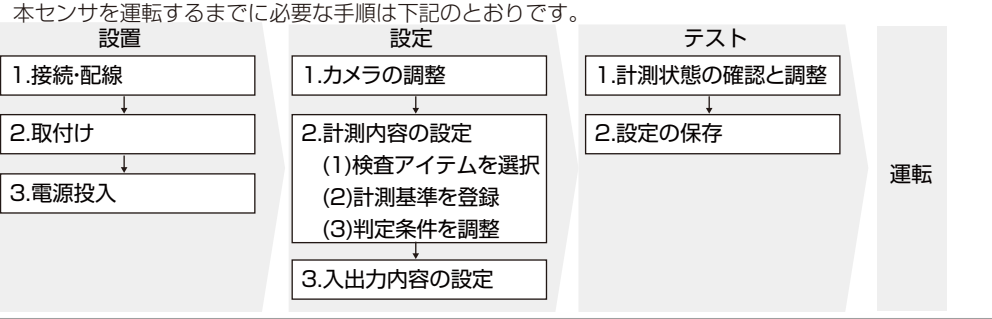 本センサを運転するまでに必要な手順は下記のとおりです。
設置
1.接続・配線
2.取付け
3.電源投入
設定
1.カメラの調整
2.計測内容の設定
(1)検査アイテムを選択
(2)計測基準を登録
(3)判定条件を調整
3.入出力内容の設定
テスト
1.計測状態の確認と調整
2.設定の保存
運転